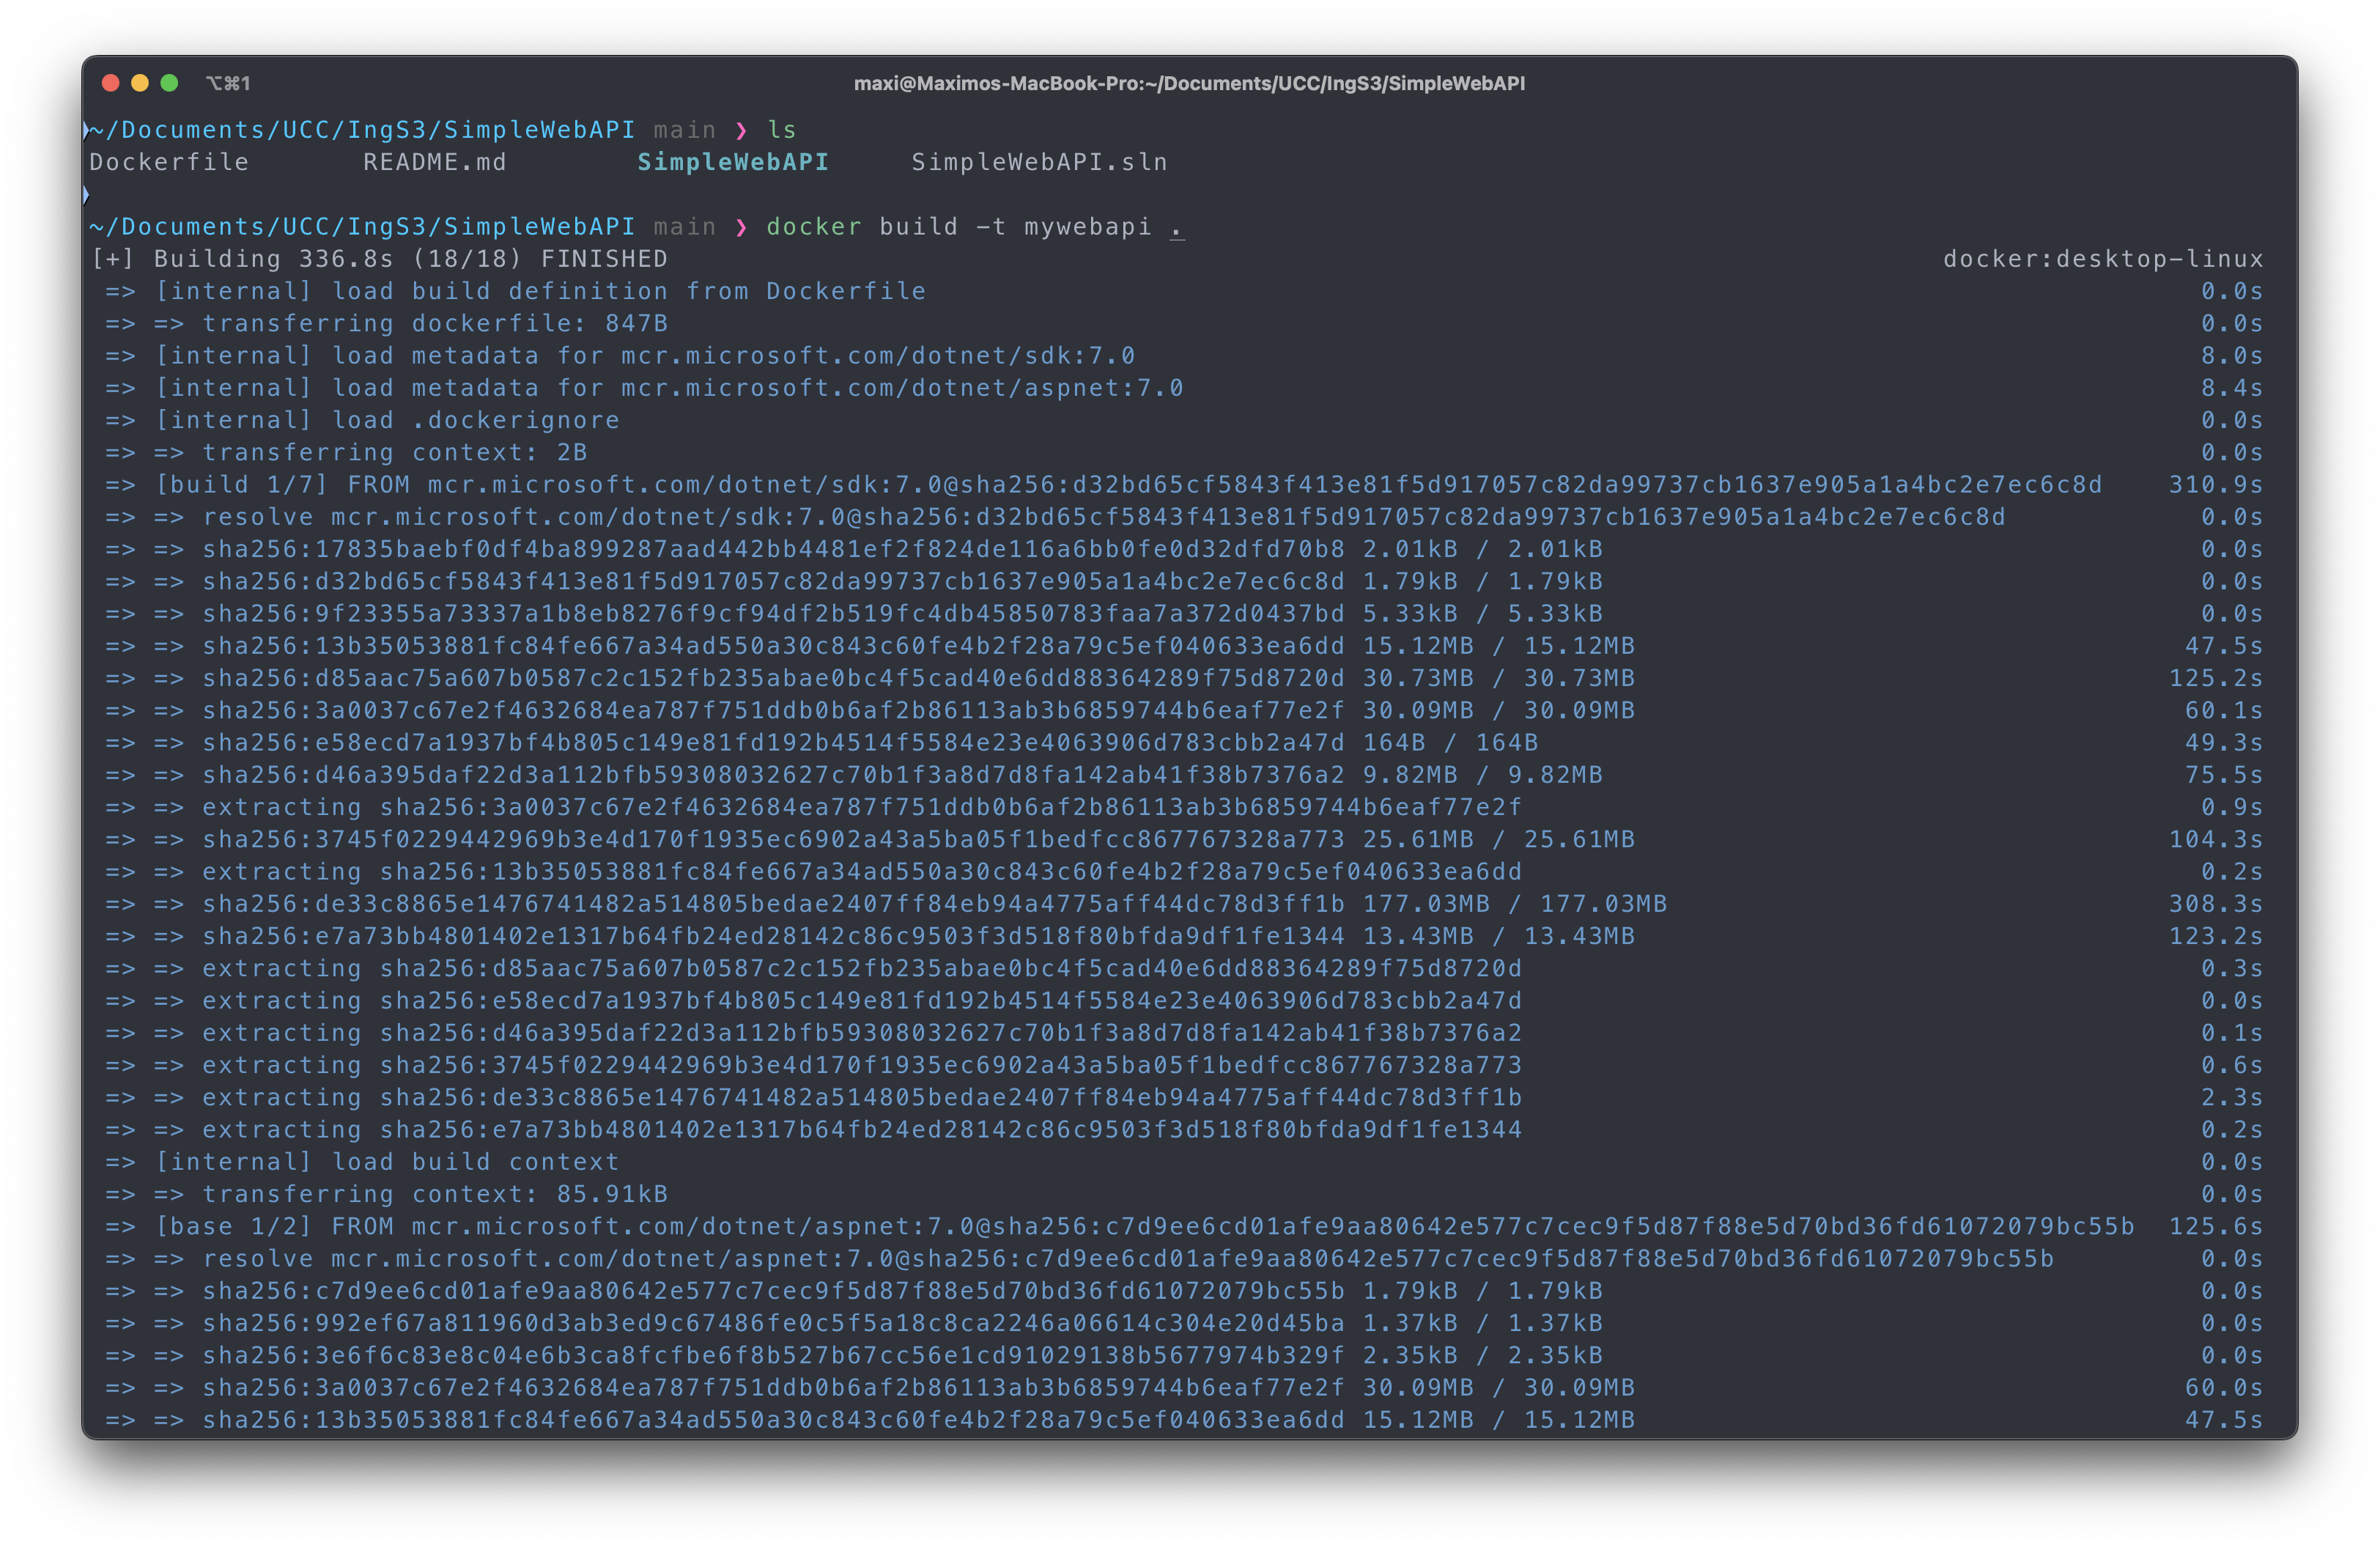 ⌥⌘1 maxi@Maximos-MacBook-Pro:~/Documents/UCC/IngS3/SimpleWebAPI
~/Documents/UCC/IngS3/SimpleWebAPI main ❯ ls
Dockerfile README.md SimpleWebAPI SimpleWebAPI.sln
~/Documents/UCC/IngS3/SimpleWebAPI main ❯ docker build -t mywebapi .
[+] Building 336.8s (18/18) FINISHED docker:desktop-linux
=> [internal] load build definition from Dockerfile 0.0s
=> => transferring dockerfile: 847B 0.0s
=> [internal] load metadata for mcr.microsoft.com/dotnet/sdk:7.0 8.0s
=> [internal] load metadata for mcr.microsoft.com/dotnet/aspnet:7.0 8.4s
=> [internal] load .dockerignore 0.0s
=> => transferring context: 2B 0.0s
=> [build 1/7] FROM mcr.microsoft.com/dotnet/sdk:7.0@sha256:d32bd65cf5843f413e81f5d917057c82da99737cb1637e905a1a4bc2e7ec6c8d 310.9s
=> => resolve mcr.microsoft.com/dotnet/sdk:7.0@sha256:d32bd65cf5843f413e81f5d917057c82da99737cb1637e905a1a4bc2e7ec6c8d 0.0s
=> => sha256:17835baebf0df4ba899287aad442bb4481ef2f824de116a6bb0fe0d32dfd70b8 2.01kB / 2.01kB 0.0s
=> => sha256:d32bd65cf5843f413e81f5d917057c82da99737cb1637e905a1a4bc2e7ec6c8d 1.79kB / 1.79kB 0.0s
=> => sha256:9f23355a73337a1b8eb8276f9cf94df2b519fc4db45850783faa7a372d0437bd 5.33kB / 5.33kB 0.0s
=> => sha256:13b35053881fc84fe667a34ad550a30c843c60fe4b2f28a79c5ef040633ea6dd 15.12MB / 15.12MB 47.5s
=> => sha256:d85aac75a607b0587c2c152fb235abae0bc4f5cad40e6dd88364289f75d8720d 30.73MB / 30.73MB 125.2s
=> => sha256:3a0037c67e2f4632684ea787f751ddb0b6af2b86113ab3b6859744b6eaf77e2f 30.09MB / 30.09MB 60.1s
=> => sha256:e58ecd7a1937bf4b805c149e81fd192b4514f5584e23e4063906d783cbb2a47d 164B / 164B 49.3s
=> => sha256:d46a395daf22d3a112bfb59308032627c70b1f3a8d7d8fa142ab41f38b7376a2 9.82MB / 9.82MB 75.5s
=> => extracting sha256:3a0037c67e2f4632684ea787f751ddb0b6af2b86113ab3b6859744b6eaf77e2f 0.9s
=> => sha256:3745f0229442969b3e4d170f1935ec6902a43a5ba05f1bedfcc867767328a773 25.61MB / 25.61MB 104.3s
=> => extracting sha256:13b35053881fc84fe667a34ad550a30c843c60fe4b2f28a79c5ef040633ea6dd 0.2s
=> => sha256:de33c8865e1476741482a514805bedae2407ff84eb94a4775aff44dc78d3ff1b 177.03MB / 177.03MB 308.3s
=> => sha256:e7a73bb4801402e1317b64fb24ed28142c86c9503f3d518f80bfda9df1fe1344 13.43MB / 13.43MB 123.2s
=> => extracting sha256:d85aac75a607b0587c2c152fb235abae0bc4f5cad40e6dd88364289f75d8720d 0.3s
=> => extracting sha256:e58ecd7a1937bf4b805c149e81fd192b4514f5584e23e4063906d783cbb2a47d 0.0s
=> => extracting sha256:d46a395daf22d3a112bfb59308032627c70b1f3a8d7d8fa142ab41f38b7376a2 0.1s
=> => extracting sha256:3745f0229442969b3e4d170f1935ec6902a43a5ba05f1bedfcc867767328a773 0.6s
=> => extracting sha256:de33c8865e1476741482a514805bedae2407ff84eb94a4775aff44dc78d3ff1b 2.3s
=> => extracting sha256:e7a73bb4801402e1317b64fb24ed28142c86c9503f3d518f80bfda9df1fe1344 0.2s
=> [internal] load build context 0.0s
=> => transferring context: 85.91kB 0.0s
=> [base 1/2] FROM mcr.microsoft.com/dotnet/aspnet:7.0@sha256:c7d9ee6cd01afe9aa80642e577c7cec9f5d87f88e5d70bd36fd61072079bc55b 125.6s
=> => resolve mcr.microsoft.com/dotnet/aspnet:7.0@sha256:c7d9ee6cd01afe9aa80642e577c7cec9f5d87f88e5d70bd36fd61072079bc55b 0.0s
=> => sha256:c7d9ee6cd01afe9aa80642e577c7cec9f5d87f88e5d70bd36fd61072079bc55b 1.79kB / 1.79kB 0.0s
=> => sha256:992ef67a811960d3ab3ed9c67486fe0c5f5a18c8ca2246a06614c304e20d45ba 1.37kB / 1.37kB 0.0s
=> => sha256:3e6f6c83e8c04e6b3ca8fcfbe6f8b527b67cc56e1cd91029138b5677974b329f 2.35kB / 2.35kB 0.0s
=> => sha256:3a0037c67e2f4632684ea787f751ddb0b6af2b86113ab3b6859744b6eaf77e2f 30.09MB / 30.09MB 60.0s
=> => sha256:13b35053881fc84fe667a34ad550a30c843c60fe4b2f28a79c5ef040633ea6dd 15.12MB / 15.12MB 47.5s